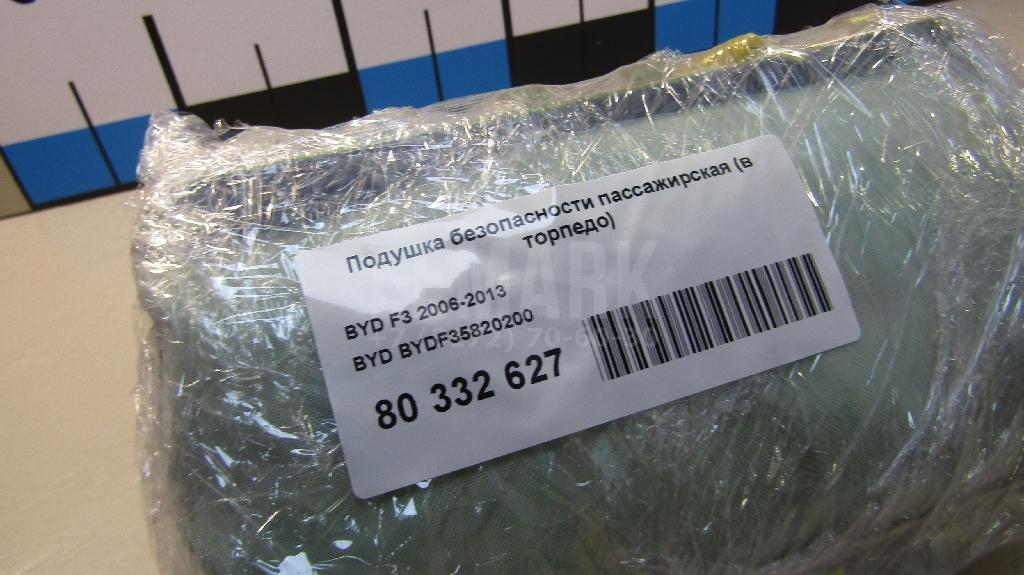 Подушка безопасности пассажирская (в
торпедо)
BYD F3 2006-2013
BYD BYDF35820200
80 332 627